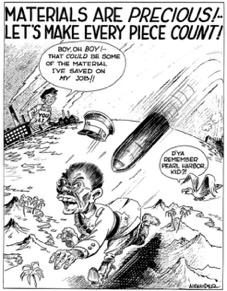 MATERIALS ARE PRECIOUS!--
LET'S MAKE EVERY PIECE COUNT!
BOY, OH BOY!--
THAT COULD BE SOME
OF THE MATERIAL
I'VE SAVED ON
MY JOB!!
D'YA
REMEMBER
PEARL HARBOR,
KID?!